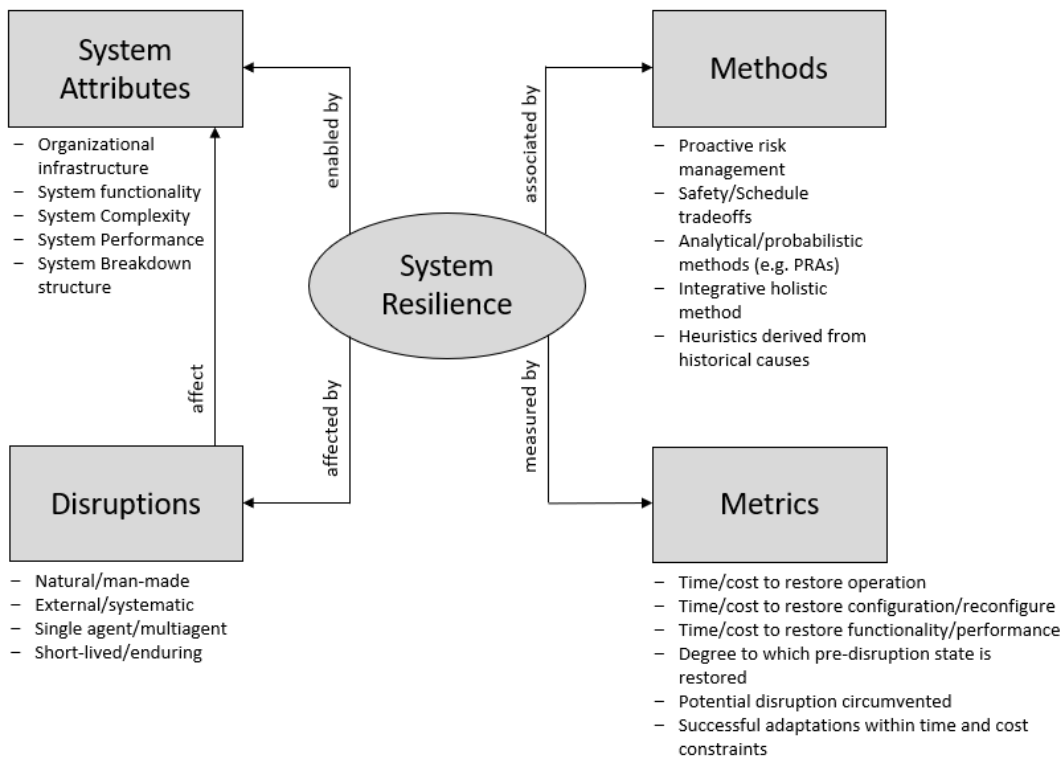 System
Attributes
– Organizational
infrastructure
– System functionality
– System Complexity
– System Performance
– System Breakdown
structure
enabled by
associated by
Methods
– Proactive risk
management
– Safety/Schedule
tradeoffs
– Analytical/probabilistic
methods (e.g. PRAs)
– Integrative holistic
method
– Heuristics derived from
historical causes
System
Resilience
affect
affected by
measured by
Disruptions
– Natural/man-made
– External/systematic
– Single agent/multiagent
– Short-lived/enduring
Metrics
– Time/cost to restore operation
– Time/cost to restore configuration/reconfigure
– Time/cost to restore functionality/performance
– Degree to which pre-disruption state is
restored
– Potential disruption circumvented
– Successful adaptations within time and cost
constraints